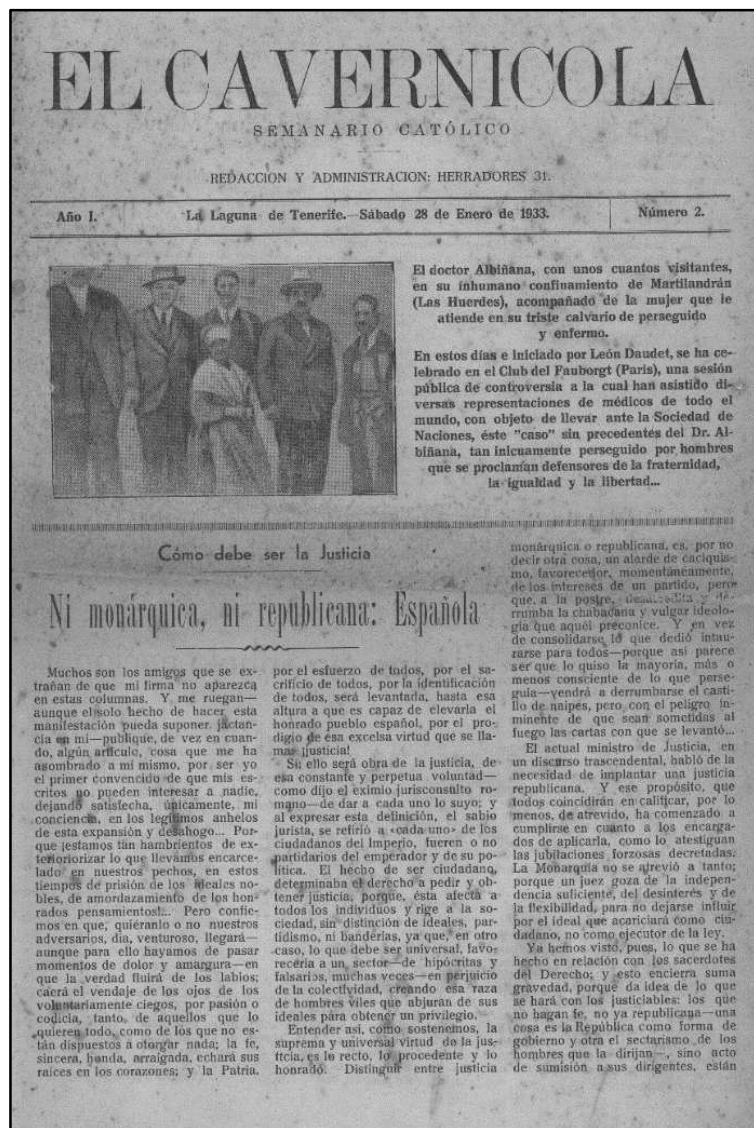 EL CAVERNICOLA
SEMANARIO CATÓLICO
REDACCION Y ADMINISTRACION: HERRADORES 31.
Año I.
La Laguna de Tenerife.—Sábado 28 de Enero de 1933.
Número 2.
El doctor Albiñana, con unos cuantos visitantes,
en su inhumano confinamiento de Martilandrán
(Las Huerdes), acompañado de la mujer que le
atiende en su triste calvario de perseguido
y enfermo.
En estos días e iniciado por León Daudet, se ha ce-
lebrado en el Club del Fauborgt (París), una sesión
pública de controversia a la cual han asistido di-
versas representaciones de médicos de todo el
mundo, con objeto de llevar ante la Sociedad de
Naciones, éste "caso" sin precedentes del Dr. Al-
biñana, tan inicuamente perseguido por hombres
que se proclaman defensores de la fraternidad,
la igualdad y la libertad...
Cómo debe ser la Justicia
Ni monárquica, ni republicana: Española
Muchos son los amigos que se ex-
trañan de que mi firma no aparezca
en estas columnas. Y me ruegan—
aunque el solo hecho de hacer esta
manifestación pueda suponer jactan-
cia en mi—publique, de vez en cuan-
do, algún artículo, cosa que me ha
asombrado a mí mismo, por ser yo
el primer convencido de que mis es-
critos no pueden interesar a nadie,
dejando satisfecha, únicamente, mi
conciencia, en los legítimos anhelos
de esta expansión y desahogo... Por-
que ¡estamos tan hambrientos de ex-
teriorizar lo que llevamos encarce-
lado en nuestros pechos, en estos
tiempos de prisión de los ideales no-
bles, de amordazamiento de los hon-
rados pensamientos!... Pero confie-
mos en que, quiéranlo o no nuestros
adversarios, día, venturoso, llegará—
aunque para ello hayamos de pasar
momentos de dolor y amargura—en
que la verdad fluirá de los labios;
caerá el vendaje de los ojos de los
voluntariamente ciegos, por pasión o
codicia, tanto de aquellos que lo
quieren todo, como de los que no es-
tán dispuestos a otorgar nada; la fe,
sincera, honda, arraigada, echará sus
raices en los corazones; y la Patria,
por el esfuerzo de todos, por el sa-
crificio de todos, por la identificación
de todos, será levantada, hasta esa
altura a que es capaz de elevarla el
honrado pueblo español, por el pro-
digio de esa excelsa virtud que se lla-
ma: ¡justicia!
Sí: ello será obra de la justicia, de
esa constante y perpetua voluntad—
como dijo el eximio jurisconsulto ro-
mano—de dar a cada uno lo suyo; y
al expresar esta definición, el sabio
jurista, se refirió a «cada uno» de los
ciudadanos del Imperio, fueren o no
partidarios del emperador y de su po-
lítica. El hecho de ser ciudadano,
determinaba el derecho a pedir y ob-
tener justicia, porque, ésta afecta a
todos los individuos y rige a la so-
ciedad, sin distinción de ideales, par-
tidismo, ni banderías, ya que, en otro
caso, lo que debe ser universal, favo-
recería a un sector—de hipócritas y
falsarios, muchas veces—en perjuicio
de la colectividad, creando esa raza
de hombres viles que abjuran de sus
ideales para obtener un privilegio.
Entender así, como sostenemos, la
suprema y universal virtud de la jus-
ticia, es lo recto, lo procedente y lo
honrado. Distinguir entre justicia
monárquica o republicana, es, por no
decir otra cosa, un alarde de caciquis-
mo, favorecedor, momentáneamente,
de los intereses de un partido, pero
que, a la postre, desacredita y de-
rrumba la chabacana y vulgar ideolo-
gía que aquél preconice. Y en vez
de consolidarse lo que dedió intau-
rarse para todos—porque así parece
ser que lo quiso la mayoría, más o
menos consciente de lo que perse-
guía—vendrá a derrumbarse el casti-
llo de naipes, pero con el peligro in-
minente de que sean sometidas al
fuego las cartas con que se levantó...
El actual ministro de Justicia, en
un discurso trascendental, habló de la
necesidad de implantar una justicia
republicana. Y ese propósito, que
todos coincidirán en calificar, por lo
menos, de atrevido, ha comenzado a
cumplirse en cuanto a los encarga-
dos de aplicarla, como lo atestiguan
las jubilaciones forzosas decretadas.
La Monarquía no se atrevió a tanto;
porque un juez goza de la indepen-
dencia suficiente, del desinterés y de
la flexibilidad, para no dejarse influir
por el ideal que acariciará como ciu-
dadano, no como ejecutor de la ley.
Ya hemos visto, pues, lo que se ha
hecho en relación con los sacerdotes
del Derecho; y esto encierra suma
gravedad, porque da idea de lo que
se hará con los justiciables: los que
no hagan fe, no ya republicana—una
cosa es la República como forma de
gobierno y otra el sectarismo de los
hombres que la dirijan—, sino acto
de sumisión a sus dirigentes, están